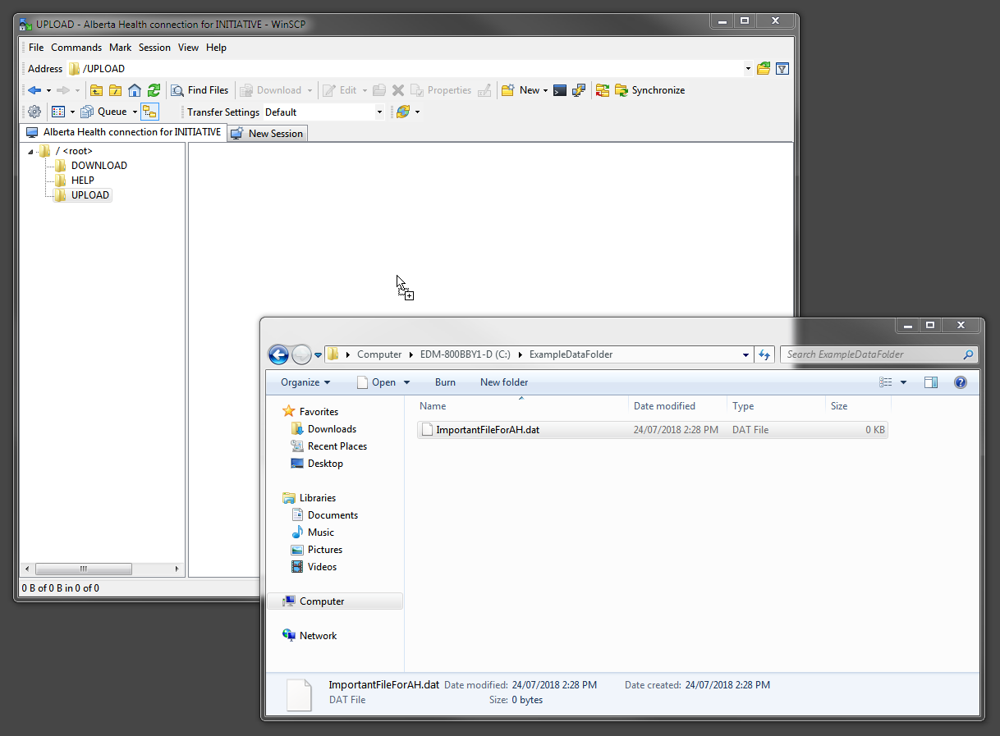 UPLOAD - Alberta Health connection for INITIATIVE - WinSCP
File Commands Mark Session View Help
Address /UPLOAD
Find Files Download Edit Properties New Synchronize
Queue Transfer Settings Default
Alberta Health connection for INITIATIVE New Session
/ <root>
DOWNLOAD
HELP
UPLOAD
0 B of 0 B in 0 of 0
Computer EDM-800BBY1-D (C:) ExampleDataFolder Search ExampleDataFolder
Organize Open Burn New folder
Favorites
Downloads
Recent Places
Desktop
Libraries
Documents
Music
Pictures
Videos
Computer
Network
Name Date modified Type Size
ImportantFileForAH.dat 24/07/2018 2:28 PM DAT File 0 KB
ImportantFileForAH.dat Date modified: 24/07/2018 2:28 PM Date created: 24/07/2018 2:28 PM
DAT File Size: 0 bytes